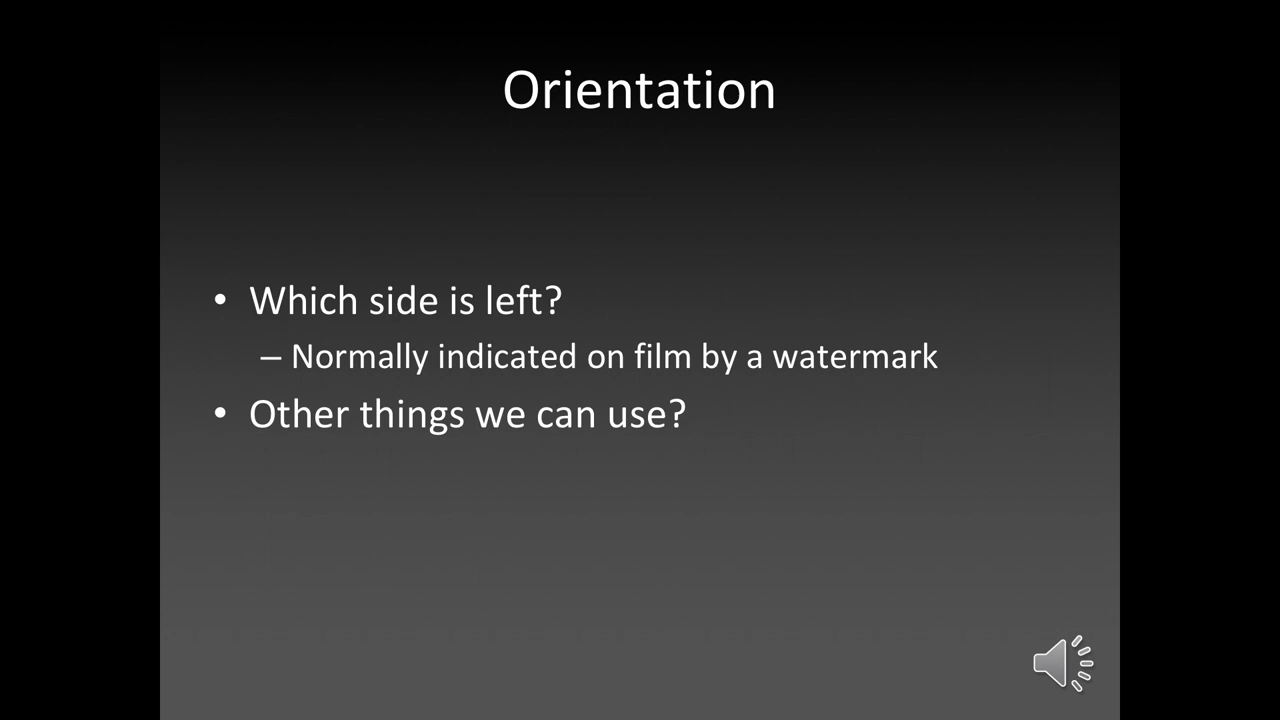 Orientation
• Which side is left?
– Normally indicated on film by a watermark
• Other things we can use?